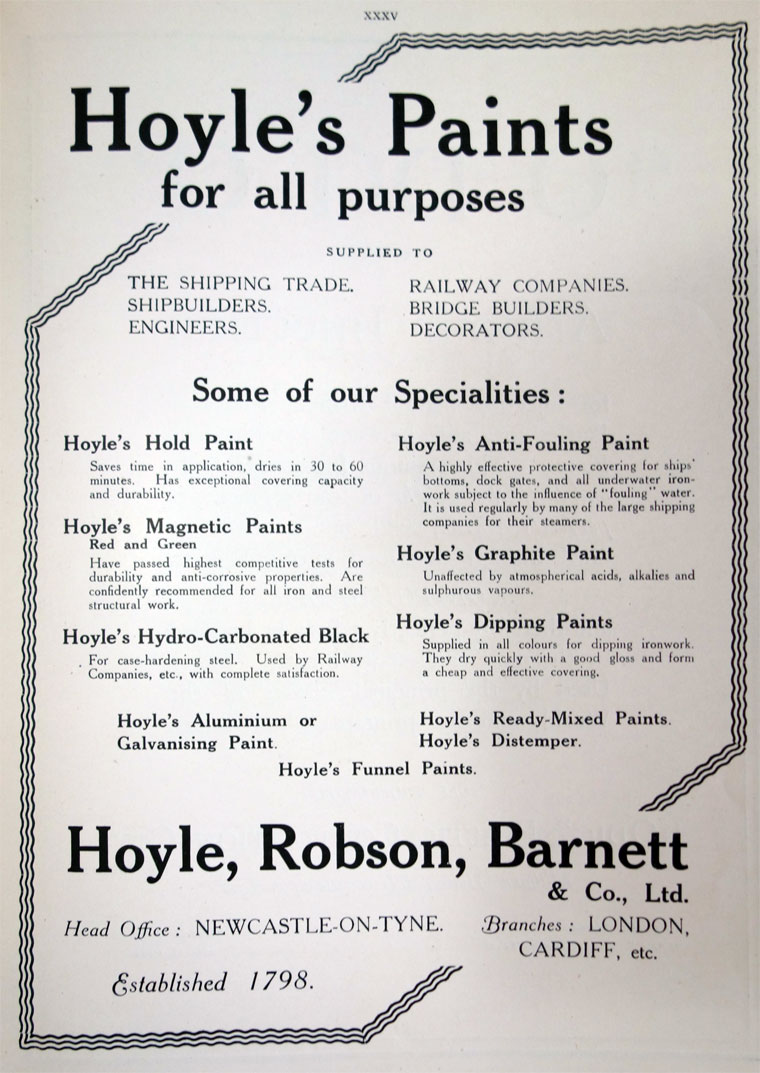 XXXV
Hoyle's Paints
for all purposes
SUPPLIED TO
THE SHIPPING TRADE.
SHIPBUILDERS.
ENGINEERS.
RAILWAY COMPANIES.
BRIDGE BUILDERS.
DECORATORS.
Some of our Specialities :
Hoyle's Hold Paint
Saves time in application, dries in 30 to 60
minutes. Has exceptional covering capacity
and durability.
Hoyle's Magnetic Paints
Red and Green
Have passed highest competitive tests for
durability and anti-corrosive properties. Are
confidently recommended for all iron and steel
structural work.
Hoyle's Hydro-Carbonated Black
For case-hardening steel. Used by Railway
Companies, etc., with complete satisfaction.
Hoyle's Anti-Fouling Paint
A highly effective protective covering for ships'
bottoms, dock gates, and all underwater iron-
work subject to the influence of "fouling" water.
It is used regularly by many of the large shipping
companies for their steamers.
Hoyle's Graphite Paint
Unaffected by atmospherical acids, alkalies and
sulphurous vapours.
Hoyle's Dipping Paints
Supplied in all colours for dipping ironwork.
They dry quickly with a good gloss and form
a cheap and effective covering.
Hoyle's Aluminium or
Galvanising Paint.
Hoyle's Ready-Mixed Paints.
Hoyle's Distemper.
Hoyle's Funnel Paints.
Hoyle, Robson, Barnett
& Co., Ltd.
Head Office : NEWCASTLE-ON-TYNE.
Branches : LONDON,
CARDIFF, etc.
Established 1798.